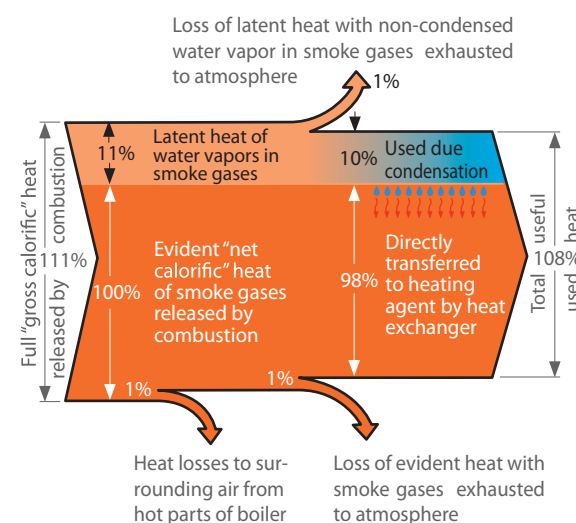 Loss of latent heat with non-condensed
water vapor in smoke gases exhausted
to atmosphere
1%
Full “gross calorific” heat
released by combustion
111%
11%
Latent heat of
water vapors in
smoke gases
10%
Used due
condensation
100%
Evident “net
calorific” heat
of smoke gases
released by
combustion
98%
Directly
transferred
to heating
agent by heat
exchanger
Total useful
used heat
108%
1%
1%
Heat losses to sur-
rounding air from
hot parts of boiler
Loss of evident heat with
smoke gases exhausted
to atmosphere